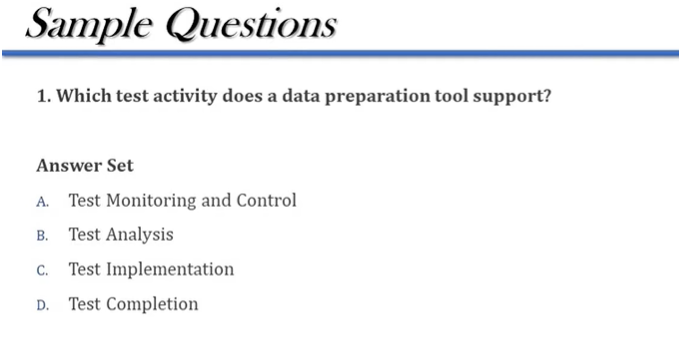 Sample Questions
1. Which test activity does a data preparation tool support?
Answer Set
A. Test Monitoring and Control
B. Test Analysis
C. Test Implementation
D. Test Completion